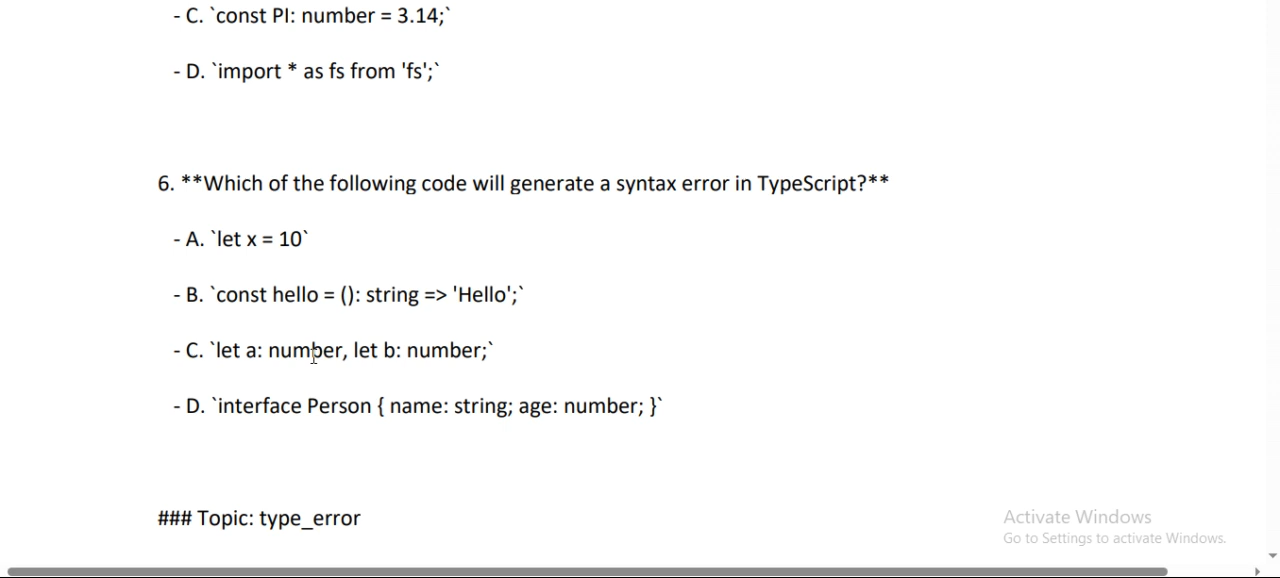 - C. `const PI: number = 3.14;`
- D. `import * as fs from 'fs';`
6. **Which of the following code will generate a syntax error in TypeScript?**
- A. `let x = 10`
- B. `const hello = (): string => 'Hello';`
- C. `let a: number, let b: number;`
- D. `interface Person { name: string; age: number; }`
### Topic: type_error
Activate Windows
Go to Settings to activate Windows.